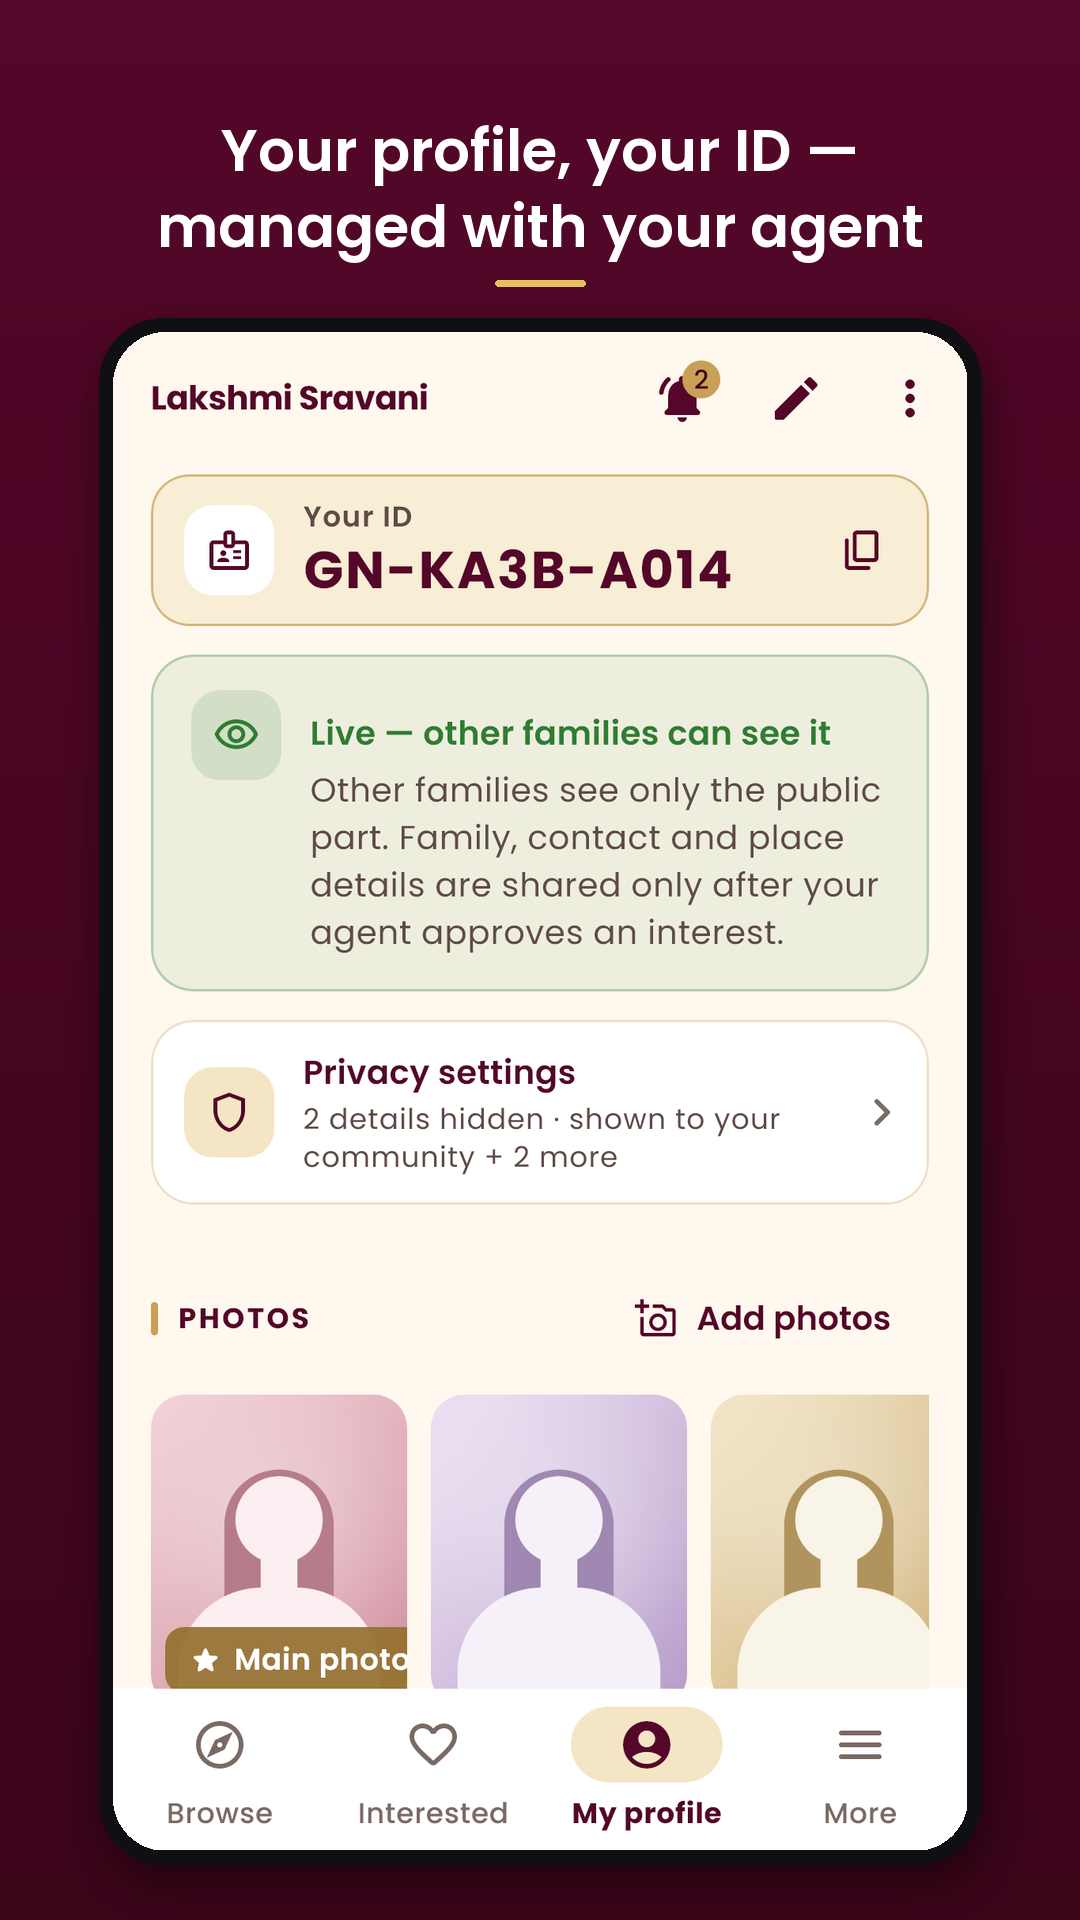 Your profile, your ID —
managed with your agent
Lakshmi Sravani
2
Your ID
GN-KA3B-A014
Live — other families can see it
Other families see only the public
part. Family, contact and place
details are shared only after your
agent approves an interest.
Privacy settings
2 details hidden · shown to your
community + 2 more
PHOTOS
Add photos
Main photo
Browse
Interested
My profile
More